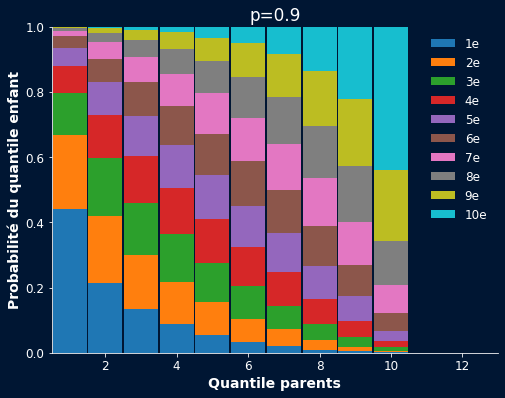 p=0.9
Probabilité du quantile enfant
1.0
0.8
0.6
0.4
0.2
0.0
2
4
6
8
10
12
Quantile parents
1e
2e
3e
4e
5e
6e
7e
8e
9e
10e